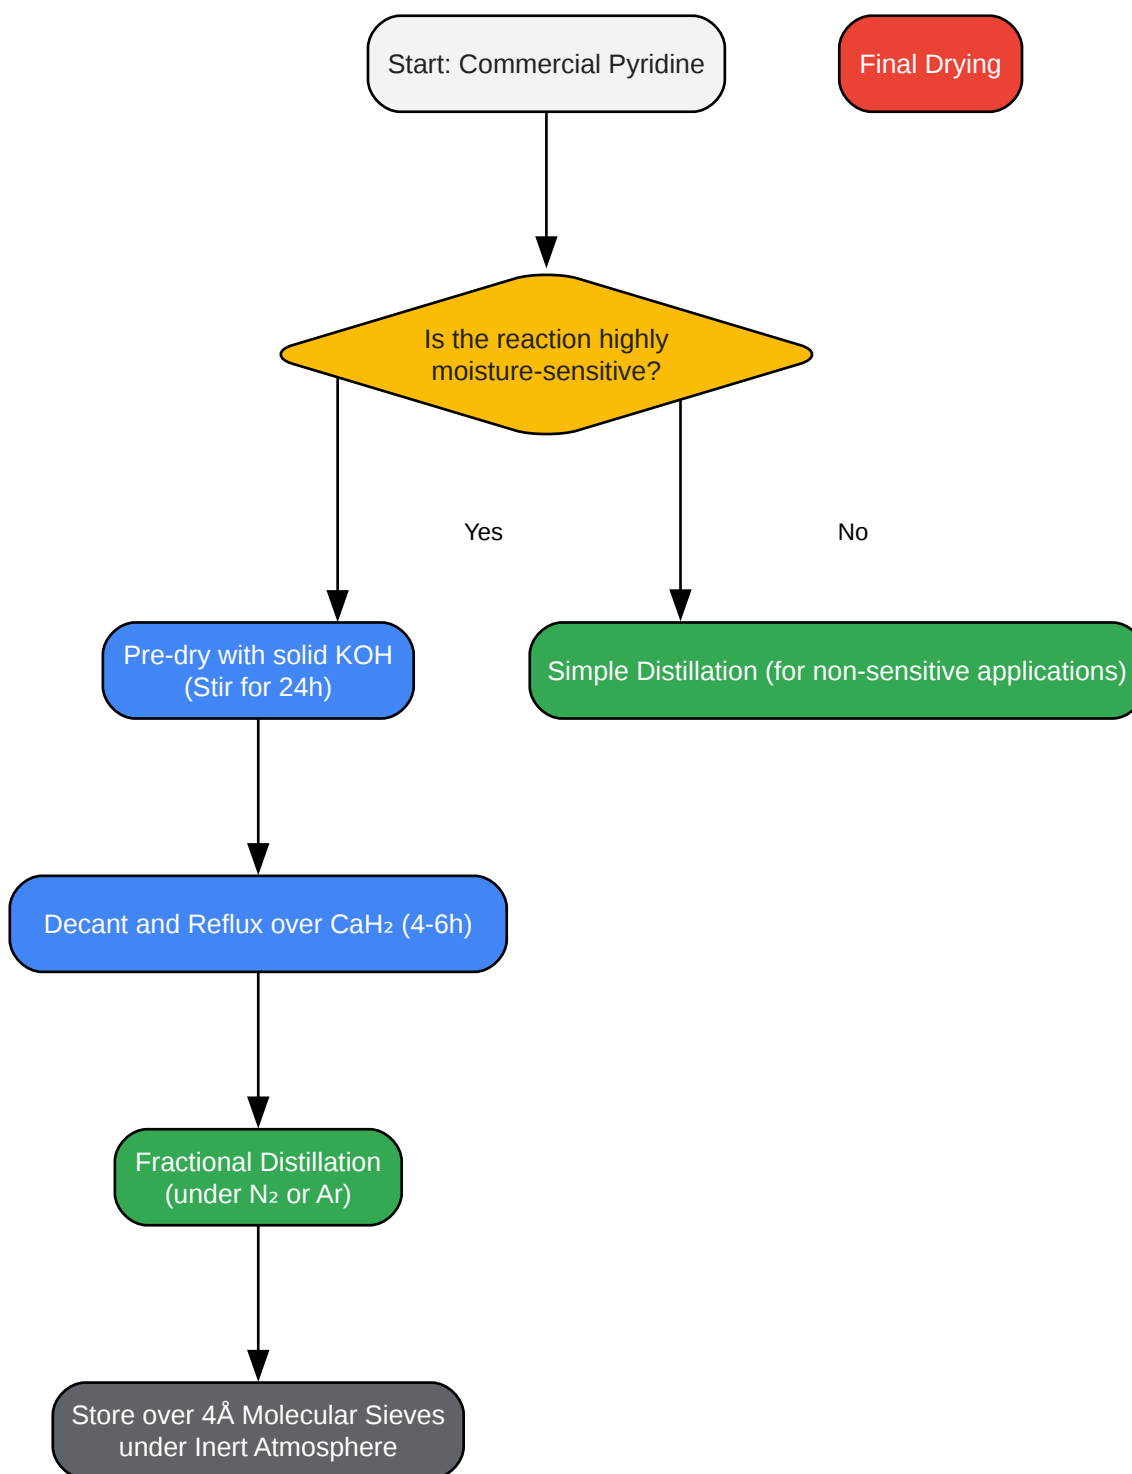 Start: Commercial Pyridine
Final Drying
Is the reaction highly
moisture-sensitive?
Yes
No
Pre-dry with solid KOH
(Stir for 24h)
Simple Distillation (for non-sensitive applications)
Decant and Reflux over CaH₂ (4-6h)
Fractional Distillation
(under N₂ or Ar)
Store over 4Å Molecular Sieves
under Inert Atmosphere